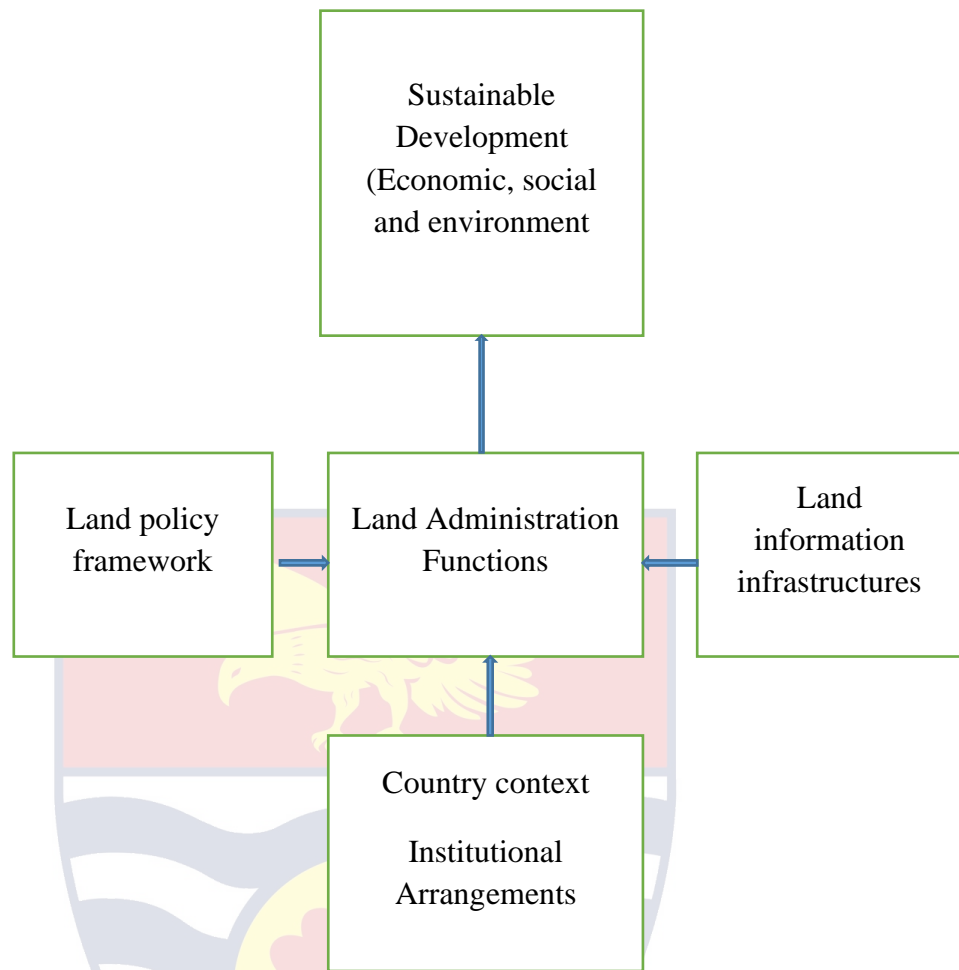 Sustainable
Development
(Economic, social
and environment
Land policy
framework
Land Administration
Functions
Land
information
infrastructures
Country context
Institutional
Arrangements